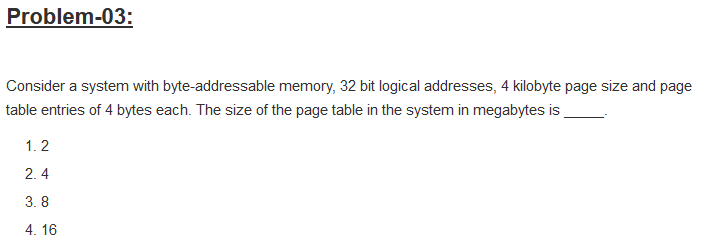 Problem-03:
Consider a system with byte-addressable memory, 32 bit logical addresses, 4 kilobyte page size and page
table entries of 4 bytes each. The size of the page table in the system in megabytes is _____.
1. 2
2. 4
3. 8
4. 16